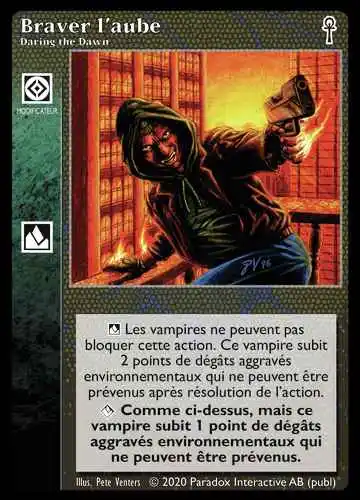 Braver l'aube
Daring the Dawn
MODIFICATEUR
PV 96
Les vampires ne peuvent pas
bloquer cette action. Ce vampire subit
2 points de dégâts aggravés
environnementaux qui ne peuvent être
prévenus après résolution de l'action.
Comme ci-dessus, mais ce
vampire subit 1 point de dégâts
aggravés environnementaux qui
ne peuvent être prévenus.
Illus. Pete Venters © 2020 Paradox Interactive AB (publ)